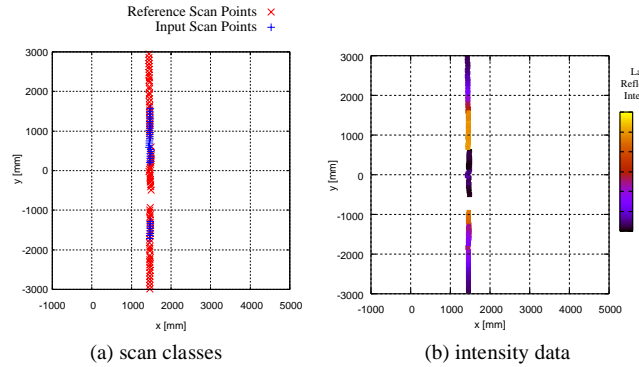 Reference Scan Points
Input Scan Points
3000
2000
1000
0
-1000
-2000
-3000
y [mm]
-1000 0 1000 2000 3000 4000 5000
x [mm]
(a) scan classes
3000
2000
1000
0
-1000
-2000
-3000
y [mm]
-1000 0 1000 2000 3000 4000 5000
x [mm]
(b) intensity data